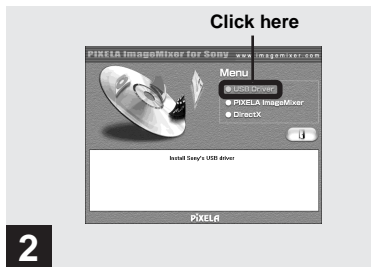 Click here
PIXELA ImageMixer for Sony www.imagemixer.com
Menu
USB Driver
PIXELA ImageMixer
DirectX
Install Sony's USB driver
PIXELA
2